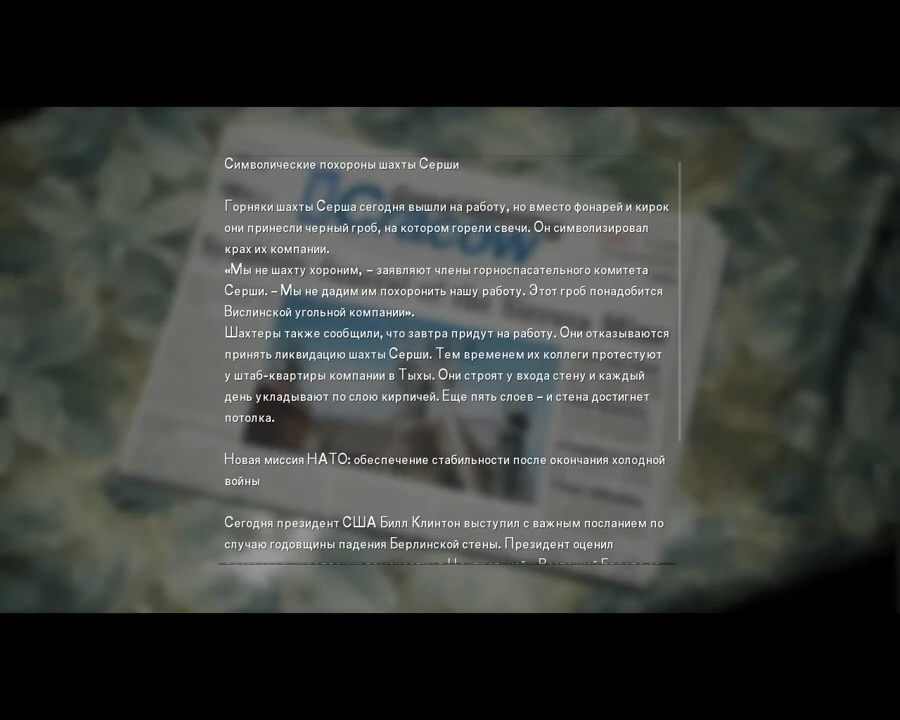 Символические похороны шахты Серши
Горняки шахты Серша сегодня вышли на работу, но вместо фонарей и кирок
они принесли черный гроб, на котором горели свечи. Он символизировал
крах их компании.
«Мы не шахту хороним, – заявляют члены горноспасательного комитета
Серши. – Мы не дадим им похоронить нашу работу. Этот гроб понадобится
Вислинской угольной компании».
Шахтеры также сообщили, что завтра придут на работу. Они отказываются
принять ликвидацию шахты Серши. Тем временем их коллеги протестуют
у штаб-квартиры компании в Тыхы. Они строят у входа стену и каждый
день укладывают по слою кирпичей. Еще пять слоев – и стена достигнет
потолка.
Новая миссия НАТО: обеспечение стабильности после окончания холодной
войны
Сегодня президент США Билл Клинтон выступил с важным посланием по
случаю годовщины падения Берлинской стены. Президент оценил